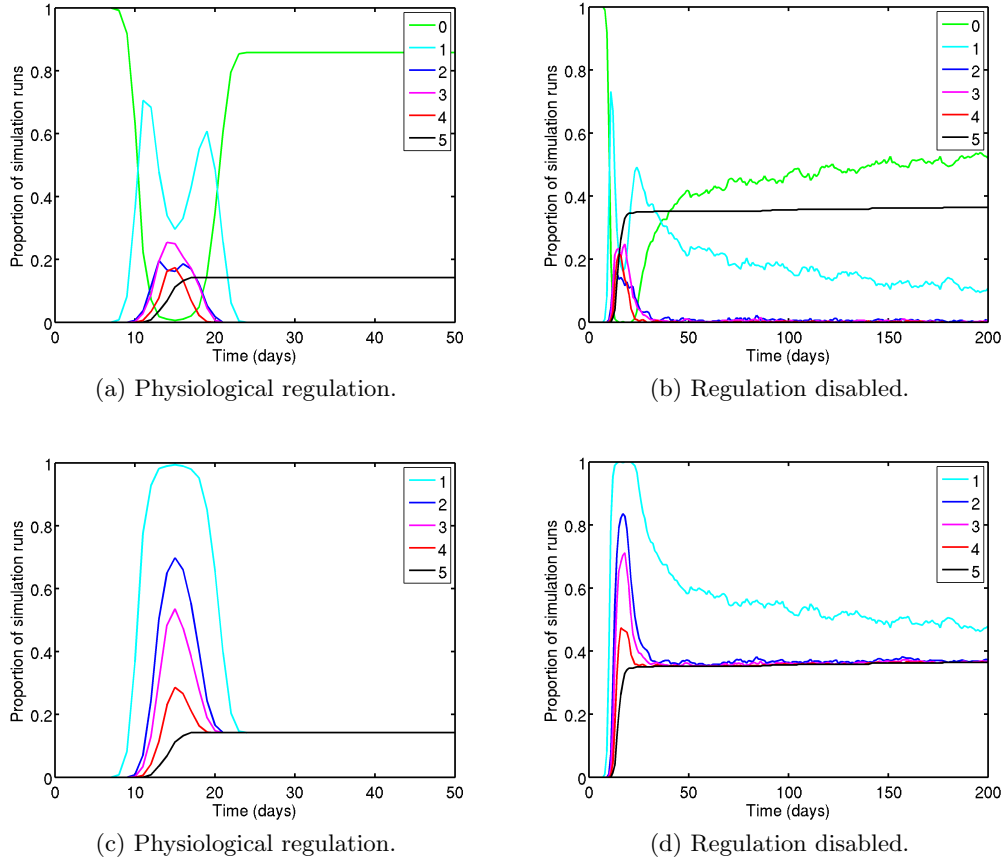 Proportion of simulation runs
1
0.8
0.6
0.4
0.2
0
0 10 20 30 40 50
Time (days)
0
1
2
3
4
5
(a) Physiological regulation.
Proportion of simulation runs
1
0.8
0.6
0.4
0.2
0
0 50 100 150 200
Time (days)
0
1
2
3
4
5
(b) Regulation disabled.
Proportion of simulation runs
1
0.8
0.6
0.4
0.2
0
0 10 20 30 40 50
Time (days)
1
2
3
4
5
(c) Physiological regulation.
Proportion of simulation runs
1
0.8
0.6
0.4
0.2
0
0 50 100 150 200
Time (days)
1
2
3
4
5
(d) Regulation disabled.